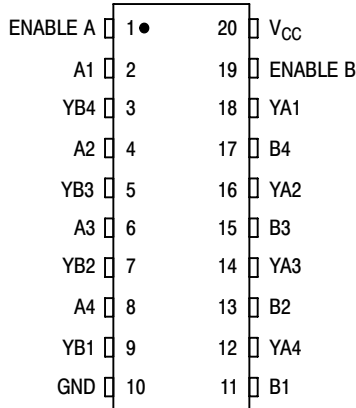 ENABLE A 1 20 VCC
A1 2 19 ENABLE B
YB4 3 18 YA1
A2 4 17 B4
YB3 5 16 YA2
A3 6 15 B3
YB2 7 14 YA3
A4 8 13 B2
YB1 9 12 YA4
GND 10 11 B1